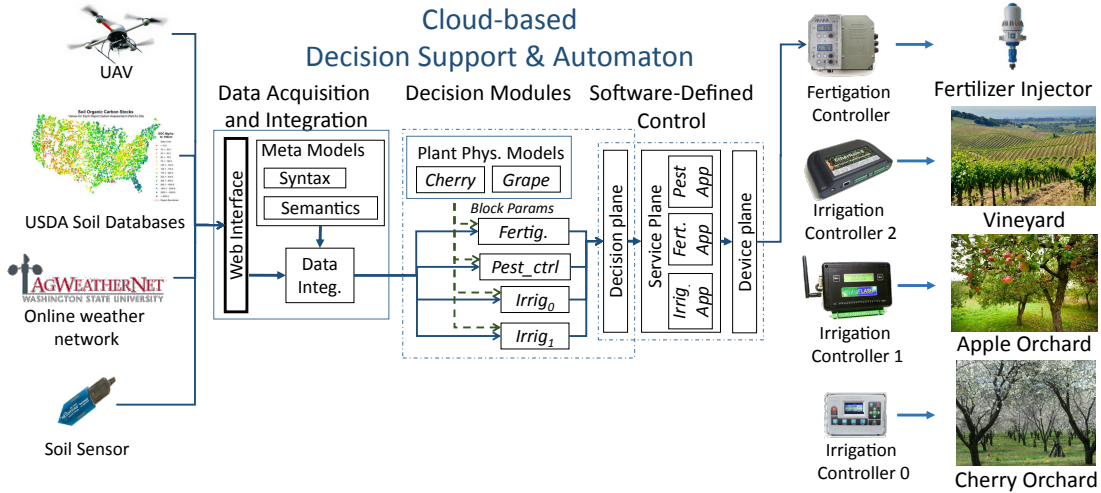 Cloud-based
Decision Support & Automaton
UAV
Soil Organic Carbon Stocks
USDA Soil Databases
AGWEATHERNET
WASHINGTON STATE UNIVERSITY
Online weather
network
Soil Sensor
Data Acquisition
and Integration
Web Interface
Meta Models
Syntax
Semantics
Data
Integ.
Decision Modules
Plant Phys. Models
Cherry
Grape
Block Params
Fertig.
Pest_ctrl
Irrig0
Irrig1
Software-Defined
Control
Decision plane
Service Plane
Pest
App
Fert.
App
Irrig.
App
Device plane
Fertigation
Controller
Fertilizer Injector
Irrigation
Controller 2
Vineyard
Irrigation
Controller 1
Apple Orchard
Irrigation
Controller 0
Cherry Orchard